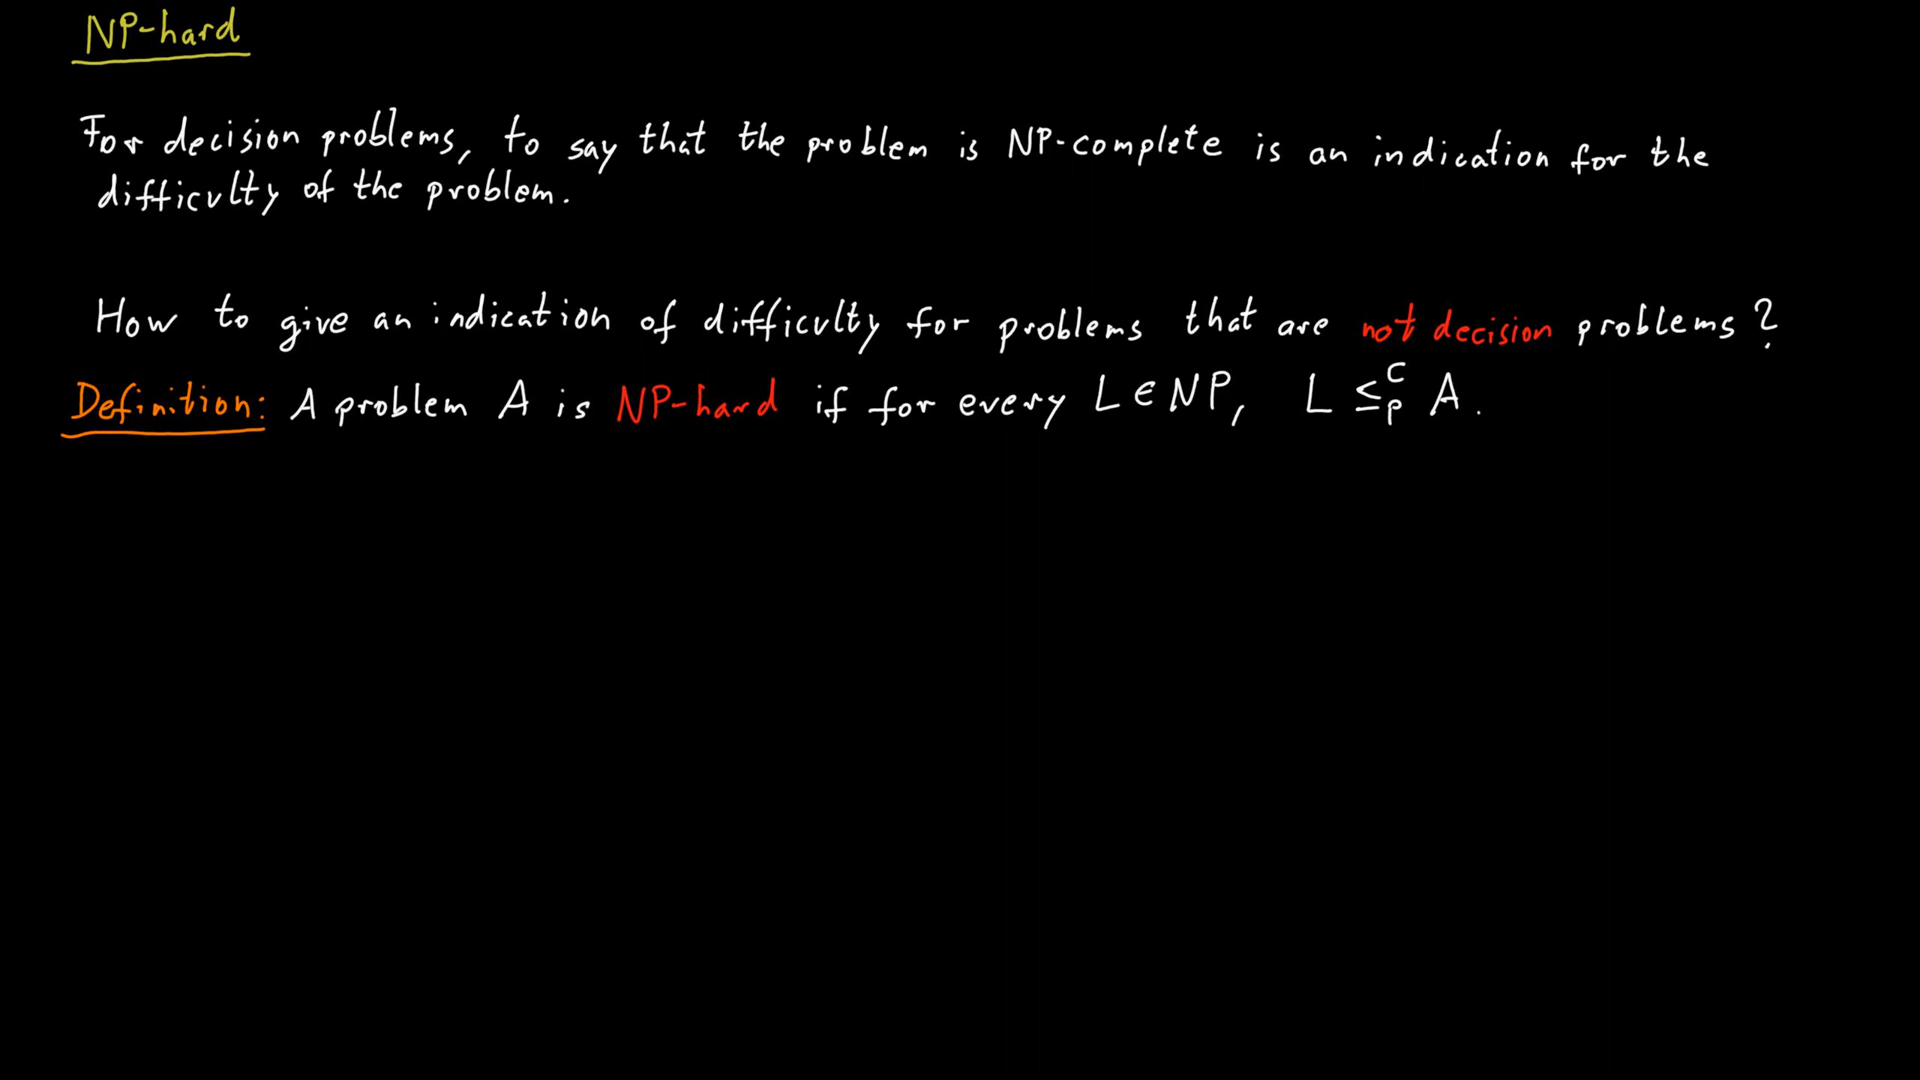 NP-hard
For decision problems, to say that the problem is NP-complete is an indication for the
difficulty of the problem.
How to give an indication of difficulty for problems that are not decision problems?
Definition: A problem A is NP-hard if for every L ∈ NP, L ≤ₚᶜ A.